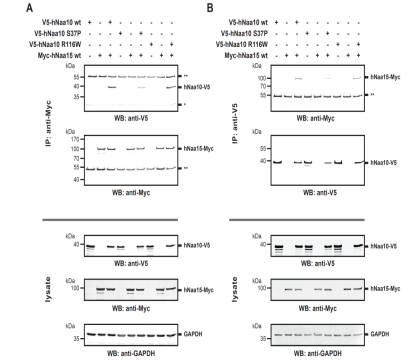 A
V5-hNaa10 wt + - - + - - - - -
V5-hNaa10 S37P - - - - + - + - -
V5-hNaa10 R116W - - - - - - - + - +
Myc-hNaa15 wt - + + + - + + - + +
kDa
55
40
35
**
hNaa10-V5
*
WB: anti-V5
IP: anti-Myc
170
130
100
70
55
40
hNaa15-Myc
**
WB: anti-Myc
kDa
40
hNaa10-V5
WB: anti-V5
lysate
kDa
100
hNaa15-Myc
WB: anti-Myc
kDa
35
GAPDH
WB: anti-GAPDH
B
V5-hNaa10 wt
V5-hNaa10 S37P
V5-hNaa10 R116W
Myc-hNaa15 wt
kDa
100
70
55
hNaa15-Myc
**
WB: anti-Myc
IP: anti-V5
55
40
hNaa10-V5
WB: anti-V5
kDa
40
hNaa10-V5
WB: anti-V5
lysate
kDa
100
hNaa15-Myc
WB: anti-Myc
kDa
35
GAPDH
WB: anti-GAPDH